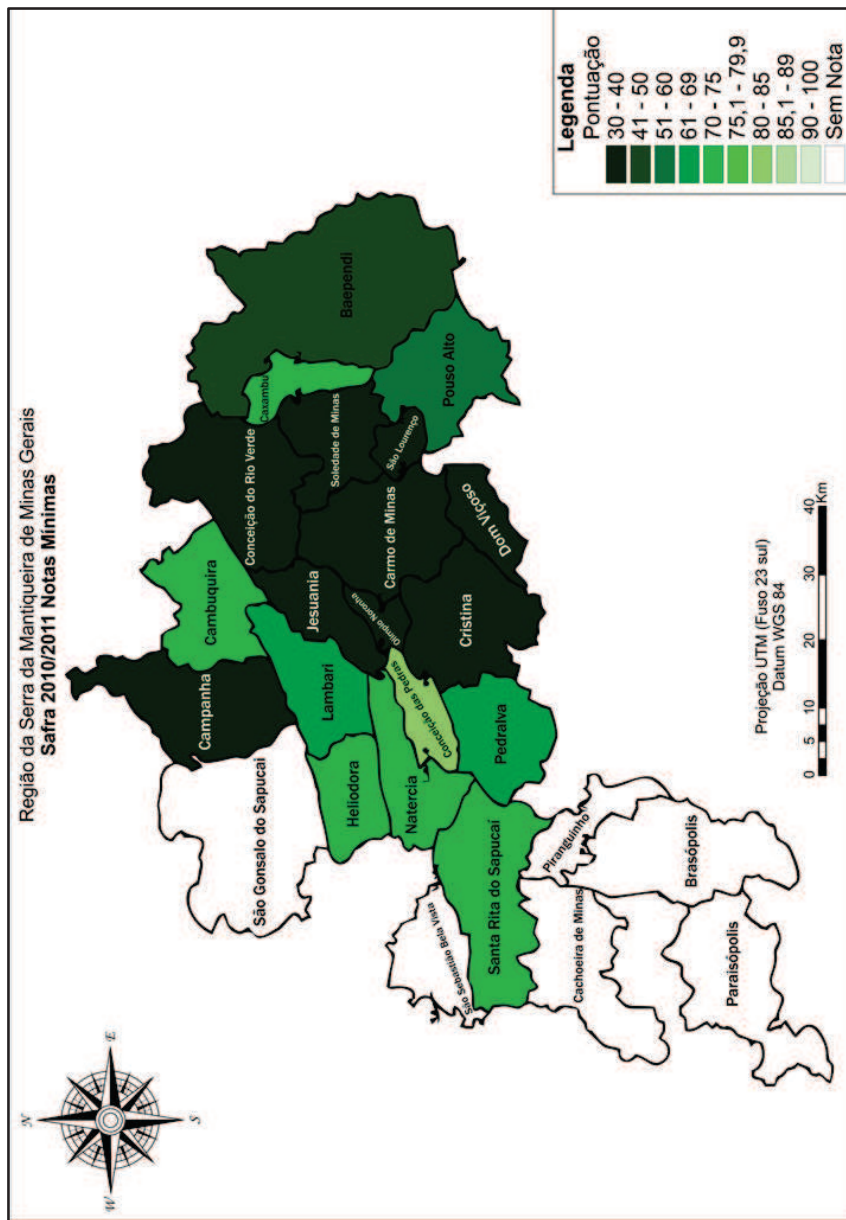 Região da Serra da Mantiqueira de Minas Gerais
Safra 2010/2011 Notas Minimas
N
W
E
S
São Gonsalo do Sapucai
Campanha
Cambuquira
Conceição do Rio Verde
Caxambu
Baependi
Heliodora
Lambari
Jesuania
Soledade de Minas
São Lourenço
Pouso Alto
Natercia
Conceição das Pedras
Olimpio Noronha
Carmo de Minas
Dom Viçoso
Cristina
Pedralva
São Sebastião Bela Vista
Santa Rita do Sapucaí
Piranguinho
Cachoeira de Minas
Brasópolis
Paraisópolis
Projeção UTM (Fuso 23 sul)
Datum WGS 84
0 5 10 20 30 40
Km
Legenda
Pontuação
30 - 40
41 - 50
51 - 60
61 - 69
70 - 75
75,1 - 79,9
80 - 85
85,1 - 89
90 - 100
Sem Nota